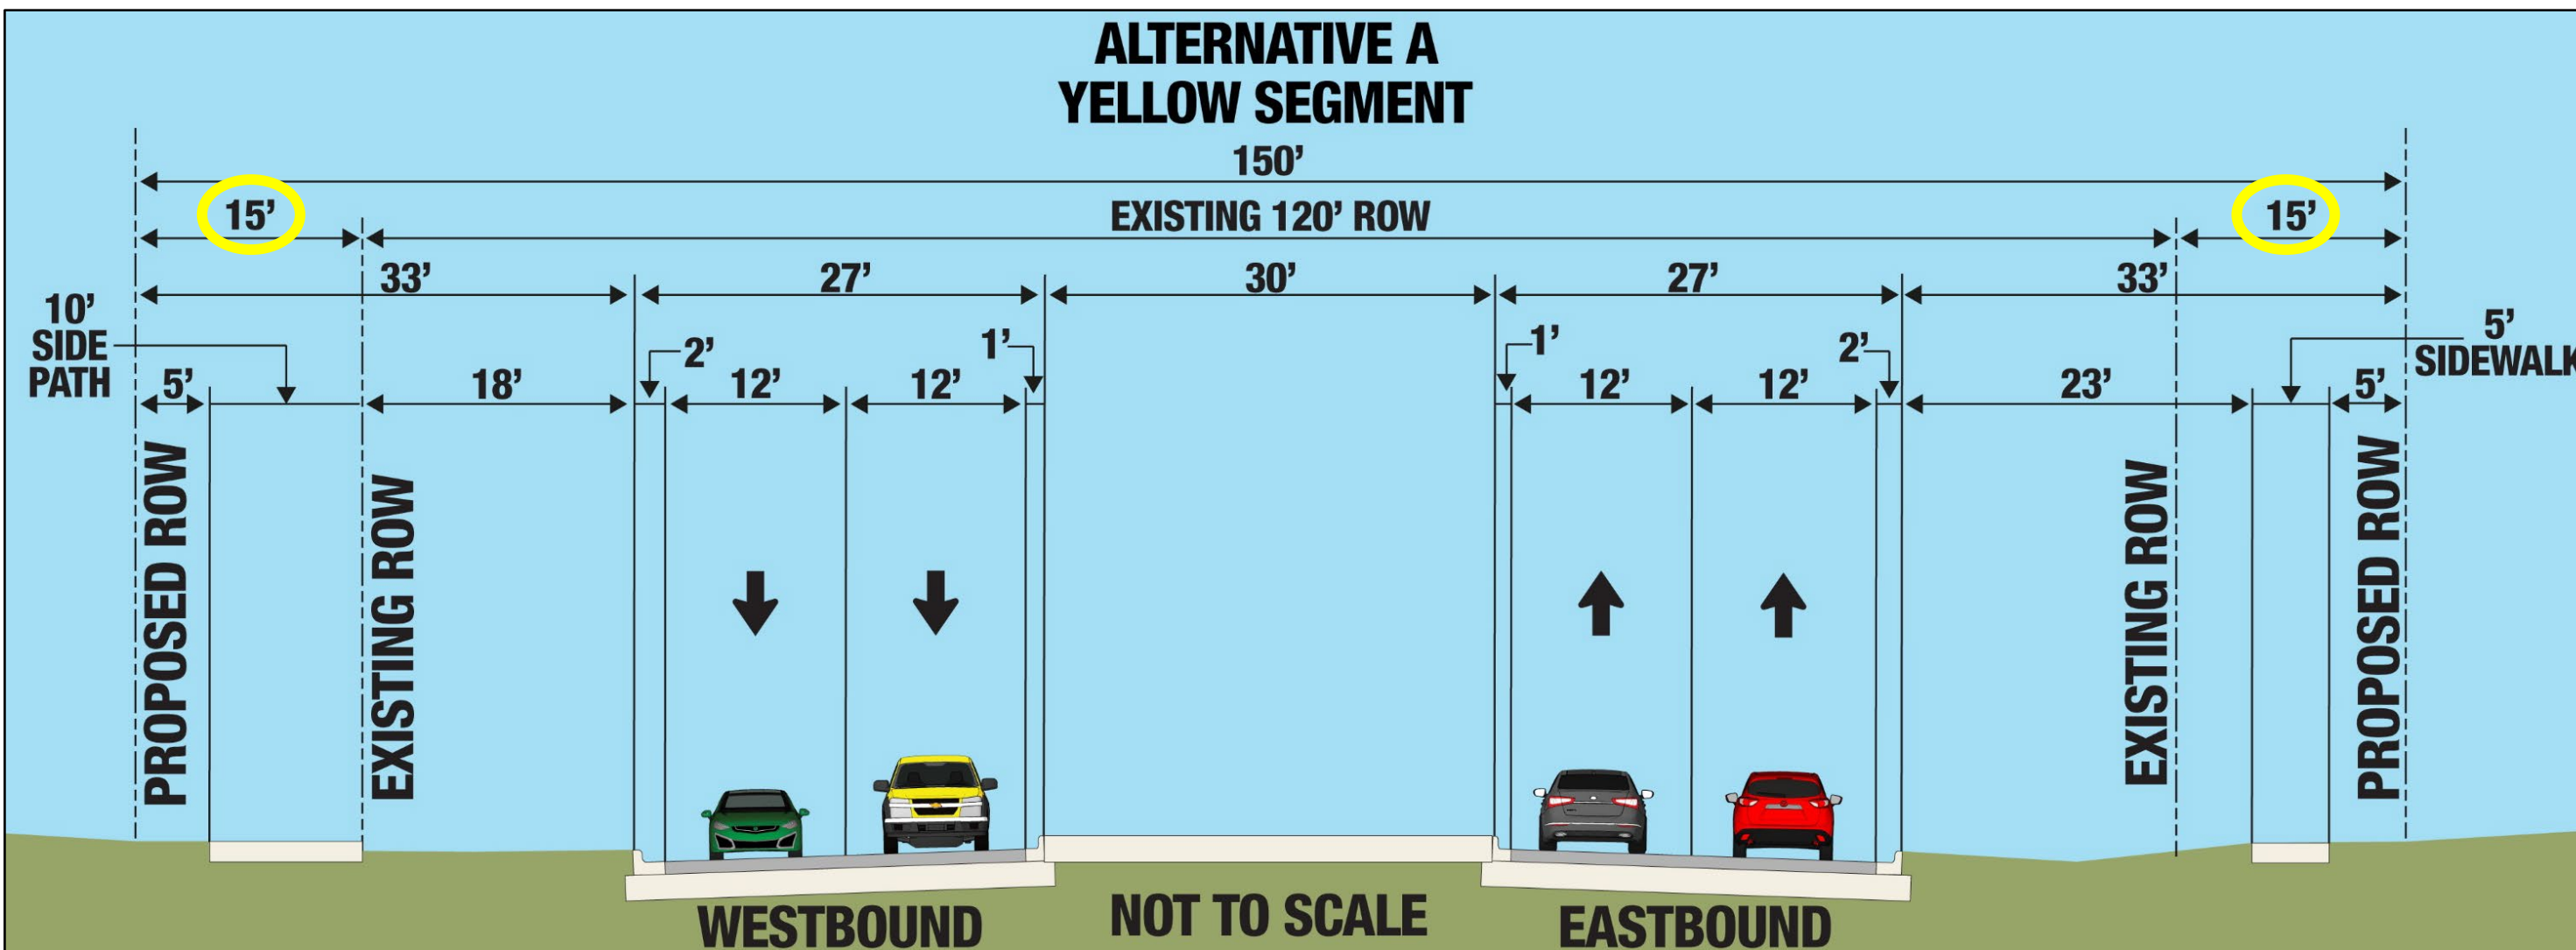 ALTERNATIVE A
YELLOW SEGMENT
150’
15’
EXISTING 120’ ROW
15’
33’
27’
30’
27’
33’
10’
SIDE
PATH
2’
1’
1’
2’
5’
SIDEWALK
5’
18’
12’
12’
12’
12’
23’
5’
PROPOSED ROW
EXISTING ROW
EXISTING ROW
PROPOSED ROW
WESTBOUND
NOT TO SCALE
EASTBOUND